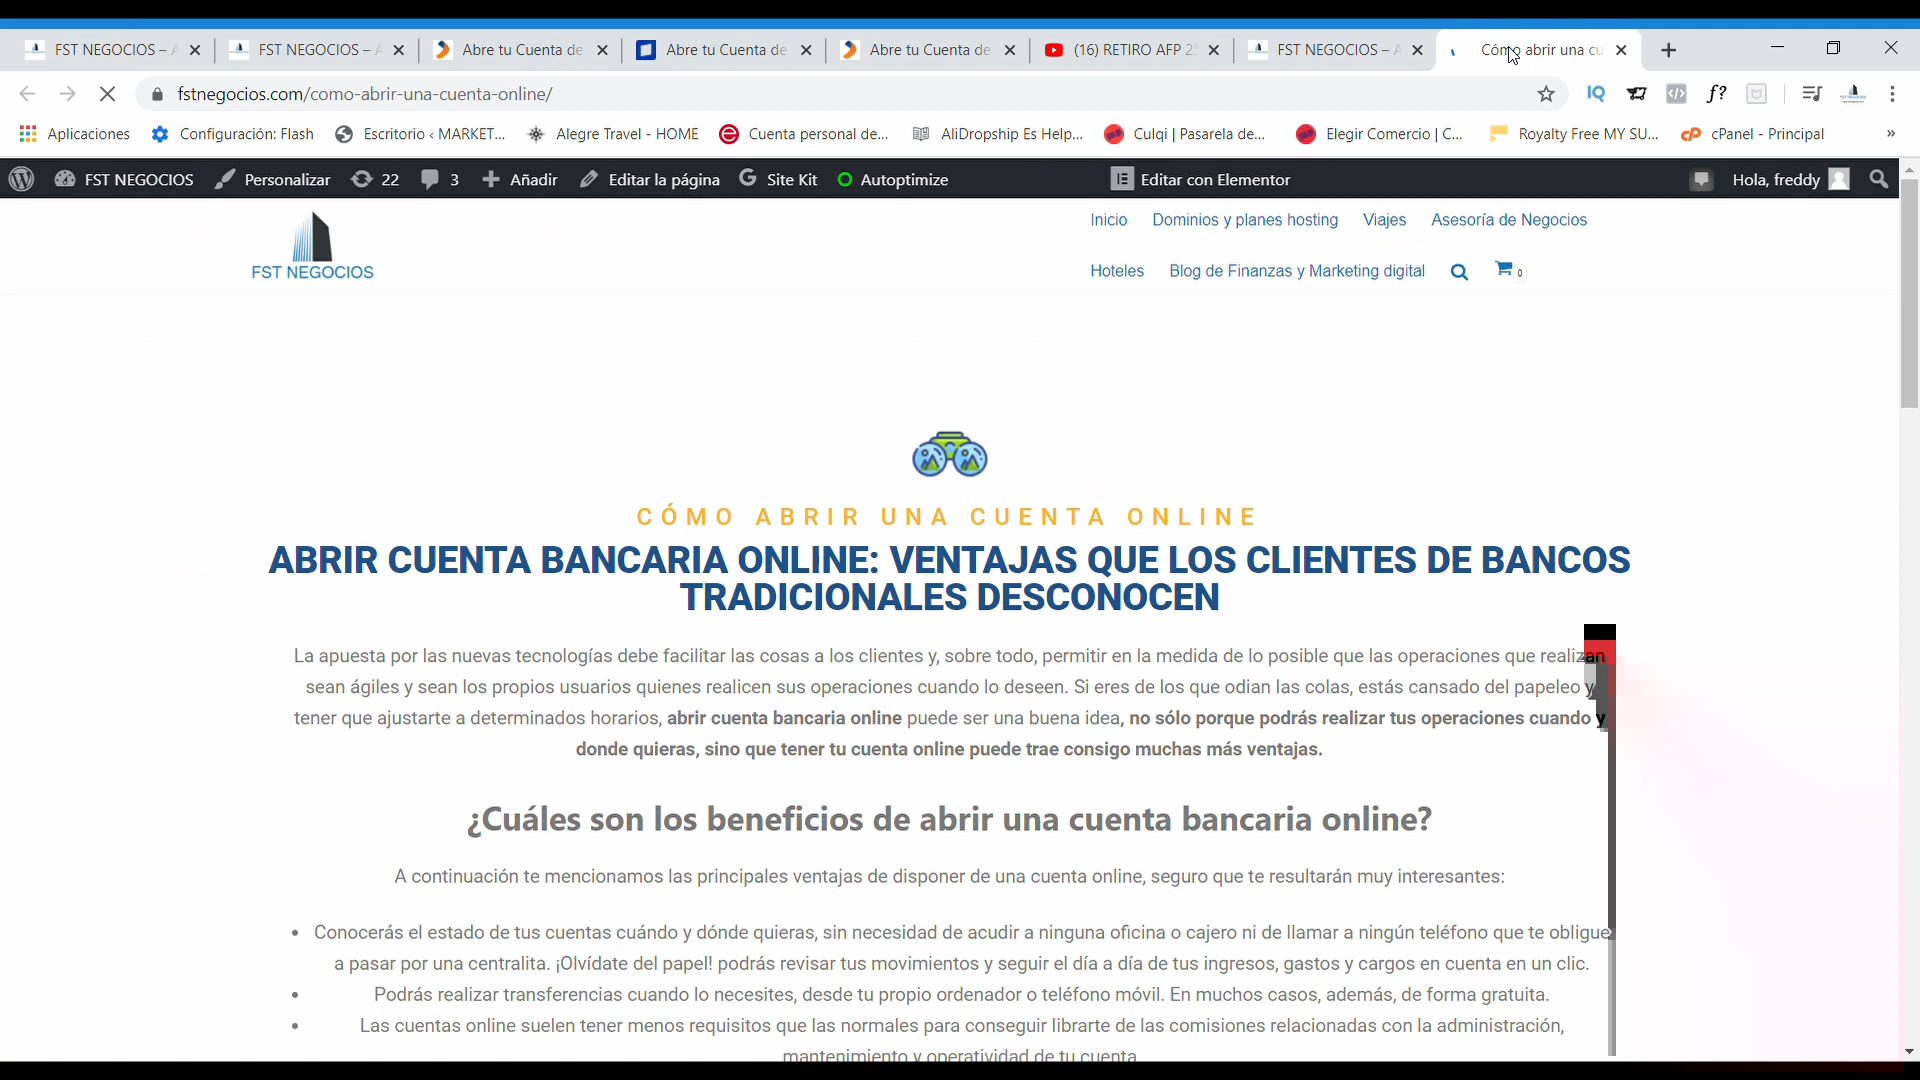 FST NEGOCIOS –
FST NEGOCIOS –
Abre tu Cuenta de
Abre tu Cuenta de
Abre tu Cuenta de
(16) RETIRO AFP
FST NEGOCIOS –
Cómo abrir una cu
fstnegocios.com/como-abrir-una-cuenta-online/
IQ
f?
Aplicaciones
Configuración: Flash
Escritorio ‹ MARKET...
Alegre Travel - HOME
Cuenta personal de...
AliDropship Es Help...
Culqi | Pasarela de...
Elegir Comercio | C...
Royalty Free MY SU...
cPanel - Principal
»
FST NEGOCIOS
Personalizar
22
3
Añadir
Editar la página
Site Kit
Autoptimize
Editar con Elementor
Hola, freddy
FST NEGOCIOS
Inicio
Dominios y planes hosting
Viajes
Asesoría de Negocios
Hoteles
Blog de Finanzas y Marketing digital
0
CÓMO ABRIR UNA CUENTA ONLINE
ABRIR CUENTA BANCARIA ONLINE: VENTAJAS QUE LOS CLIENTES DE BANCOS
TRADICIONALES DESCONOCEN
La apuesta por las nuevas tecnologías debe facilitar las cosas a los clientes y, sobre todo, permitir en la medida de lo posible que las operaciones que realizan
sean ágiles y sean los propios usuarios quienes realicen sus operaciones cuando lo deseen. Si eres de los que odian las colas, estás cansado del papeleo y
tener que ajustarte a determinados horarios, abrir cuenta bancaria online puede ser una buena idea, no sólo porque podrás realizar tus operaciones cuando y
donde quieras, sino que tener tu cuenta online puede trae consigo muchas más ventajas.
¿Cuáles son los beneficios de abrir una cuenta bancaria online?
A continuación te mencionamos las principales ventajas de disponer de una cuenta online, seguro que te resultarán muy interesantes:
• Conocerás el estado de tus cuentas cuándo y dónde quieras, sin necesidad de acudir a ninguna oficina o cajero ni de llamar a ningún teléfono que te obligue
a pasar por una centralita. ¡Olvídate del papel! podrás revisar tus movimientos y seguir el día a día de tus ingresos, gastos y cargos en cuenta en un clic.
• Podrás realizar transferencias cuando lo necesites, desde tu propio ordenador o teléfono móvil. En muchos casos, además, de forma gratuita.
• Las cuentas online suelen tener menos requisitos que las normales para conseguir librarte de las comisiones relacionadas con la administración,
mantenimiento y operatividad de tu cuenta.